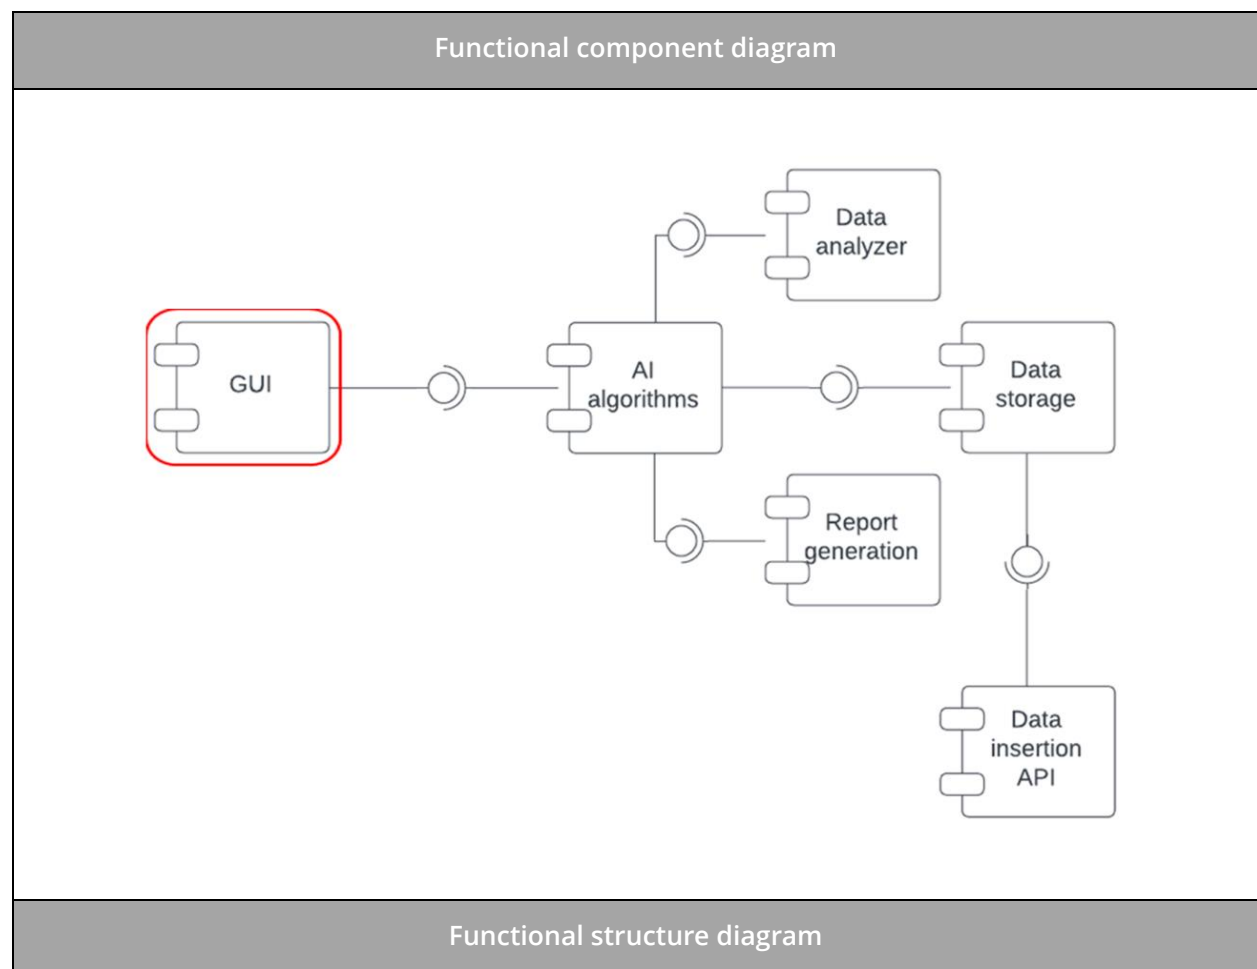 Functional component diagram
Data
analyzer
GUI
AI
algorithms
Data
storage
Report
generation
Data
insertion
API
Functional structure diagram